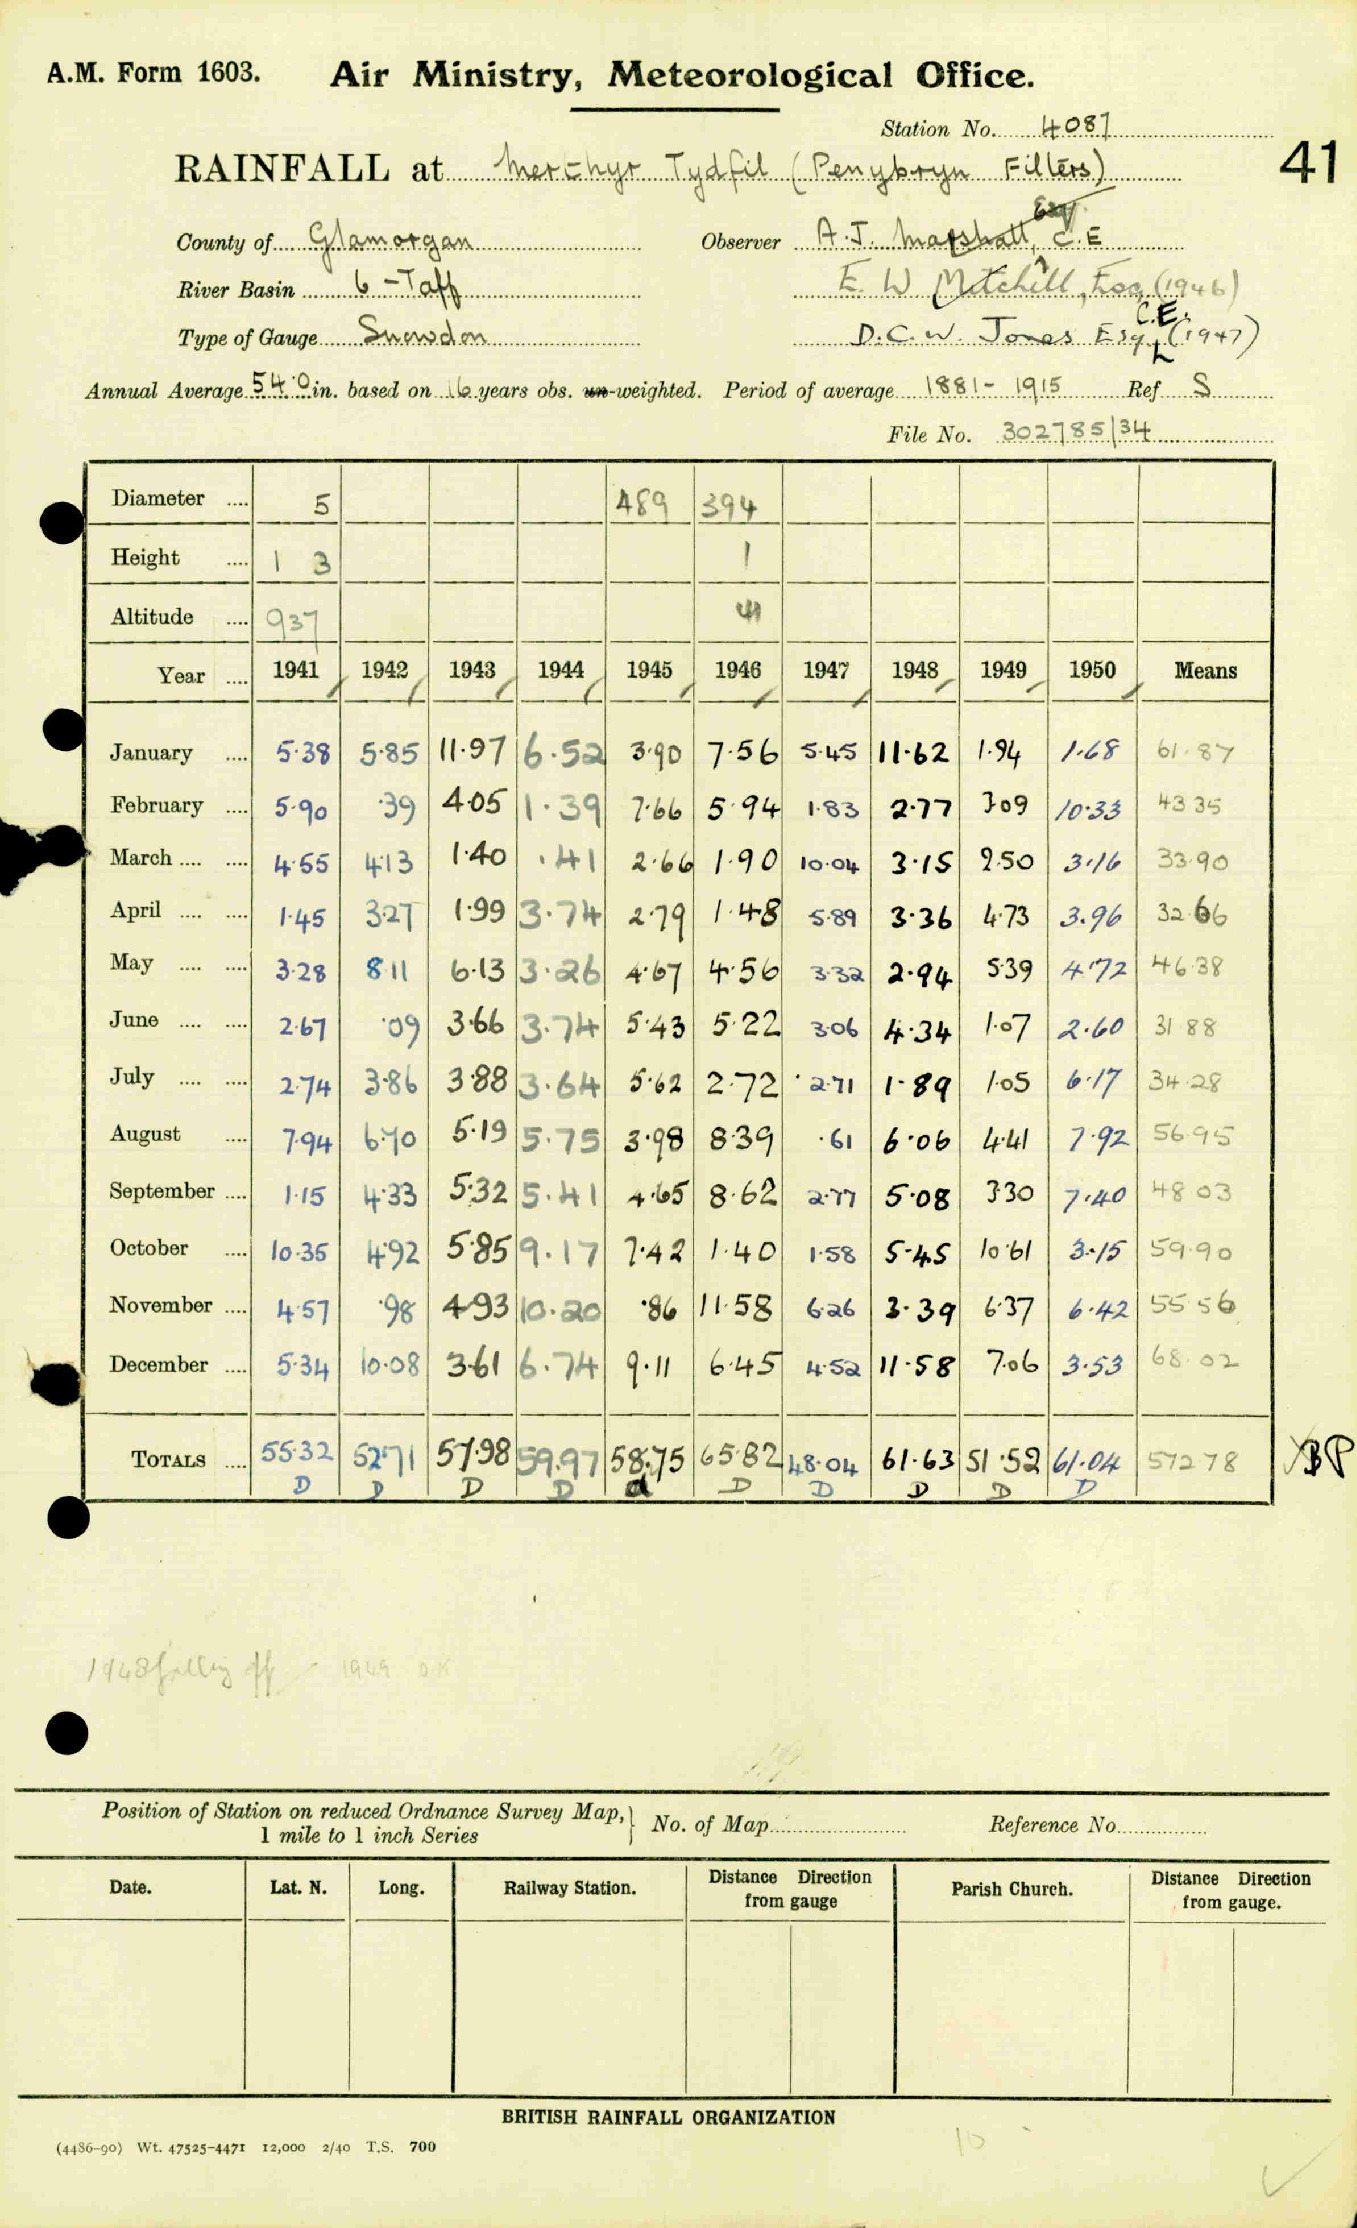 A.M. Form 1603. Air Ministry, Meteorological Office.
Station No. 4087
RAINFALL at Merthyr Tydfil (Penybryn Filters) 41
County of Glamorgan Observer A.J. Marshall, Esq. C.E
River Basin 6 - Taff E. W Mitchell, Esq, (1946)
C.E.
Type of Gauge Snowdon D.C.W. Jones Esq. (1947)
Annual Average 54.0 in. based on 16 years obs. un-weighted. Period of average 1881 - 1915 Ref S
File No. 302785/34
Diameter .... 5 489 394
Height .... 1 3 1
Altitude .... 937
Year .... 1941 1942 1943 1944 1945 1946 1947 1948 1949 1950 Means
January .... 5.38 5.85 11.97 6.52 3.90 7.56 5.45 11.62 1.94 1.68 61.87
February .... 5.90 .39 4.05 1.39 7.66 5.94 1.83 2.77 3.09 10.33 43 35
March .... .... 4.55 4.13 1.40 .41 2.66 1.90 10.04 3.15 2.50 3.16 33.90
April .... .... 1.45 3.27 1.99 3.74 2.79 1.48 5.89 3.36 4.73 3.96 32.66
May .... .... 3.28 8.11 6.13 3.26 4.67 4.56 3.32 2.94 5.39 4.72 46.38
June .... .... 2.67 .09 3.66 3.74 5.43 5.22 3.06 4.34 1.07 2.60 31 88
July .... .... 2.74 3.86 3.88 3.64 5.62 2.72 2.71 1.89 1.05 6.17 34.28
August .... 7.94 6.70 5.19 5.75 3.98 8.39 .61 6.06 4.41 7.92 56.95
September .... 1.15 4.33 5.32 5.41 4.65 8.62 2.77 5.08 3.30 7.40 48 03
October .... 10.35 4.92 5.85 9.17 7.42 1.40 1.58 5.45 10.61 3.15 59.90
November .... 4.57 .98 4.93 10.20 .86 11.58 6.26 3.39 6.37 6.42 55 56
December .... 5.34 10.08 3.61 6.74 9.11 6.45 4.52 11.58 7.06 3.53 68.02
TOTALS .... 55.32 52.71 57.98 59.97 58.75 65.82 48.04 61.63 51.52 61.04 572 78 BP
D D D D d D D D D D
1948 falling off - 1949 OK
Position of Station on reduced Ordnance Survey Map, No. of Map Reference No.
1 mile to 1 inch Series
Date. Lat. N. Long. Railway Station. Distance Direction from gauge Parish Church. Distance Direction from gauge.
BRITISH RAINFALL ORGANIZATION
(4486-90) Wt. 47525-4471 12,000 2/40 T.S. 700
10